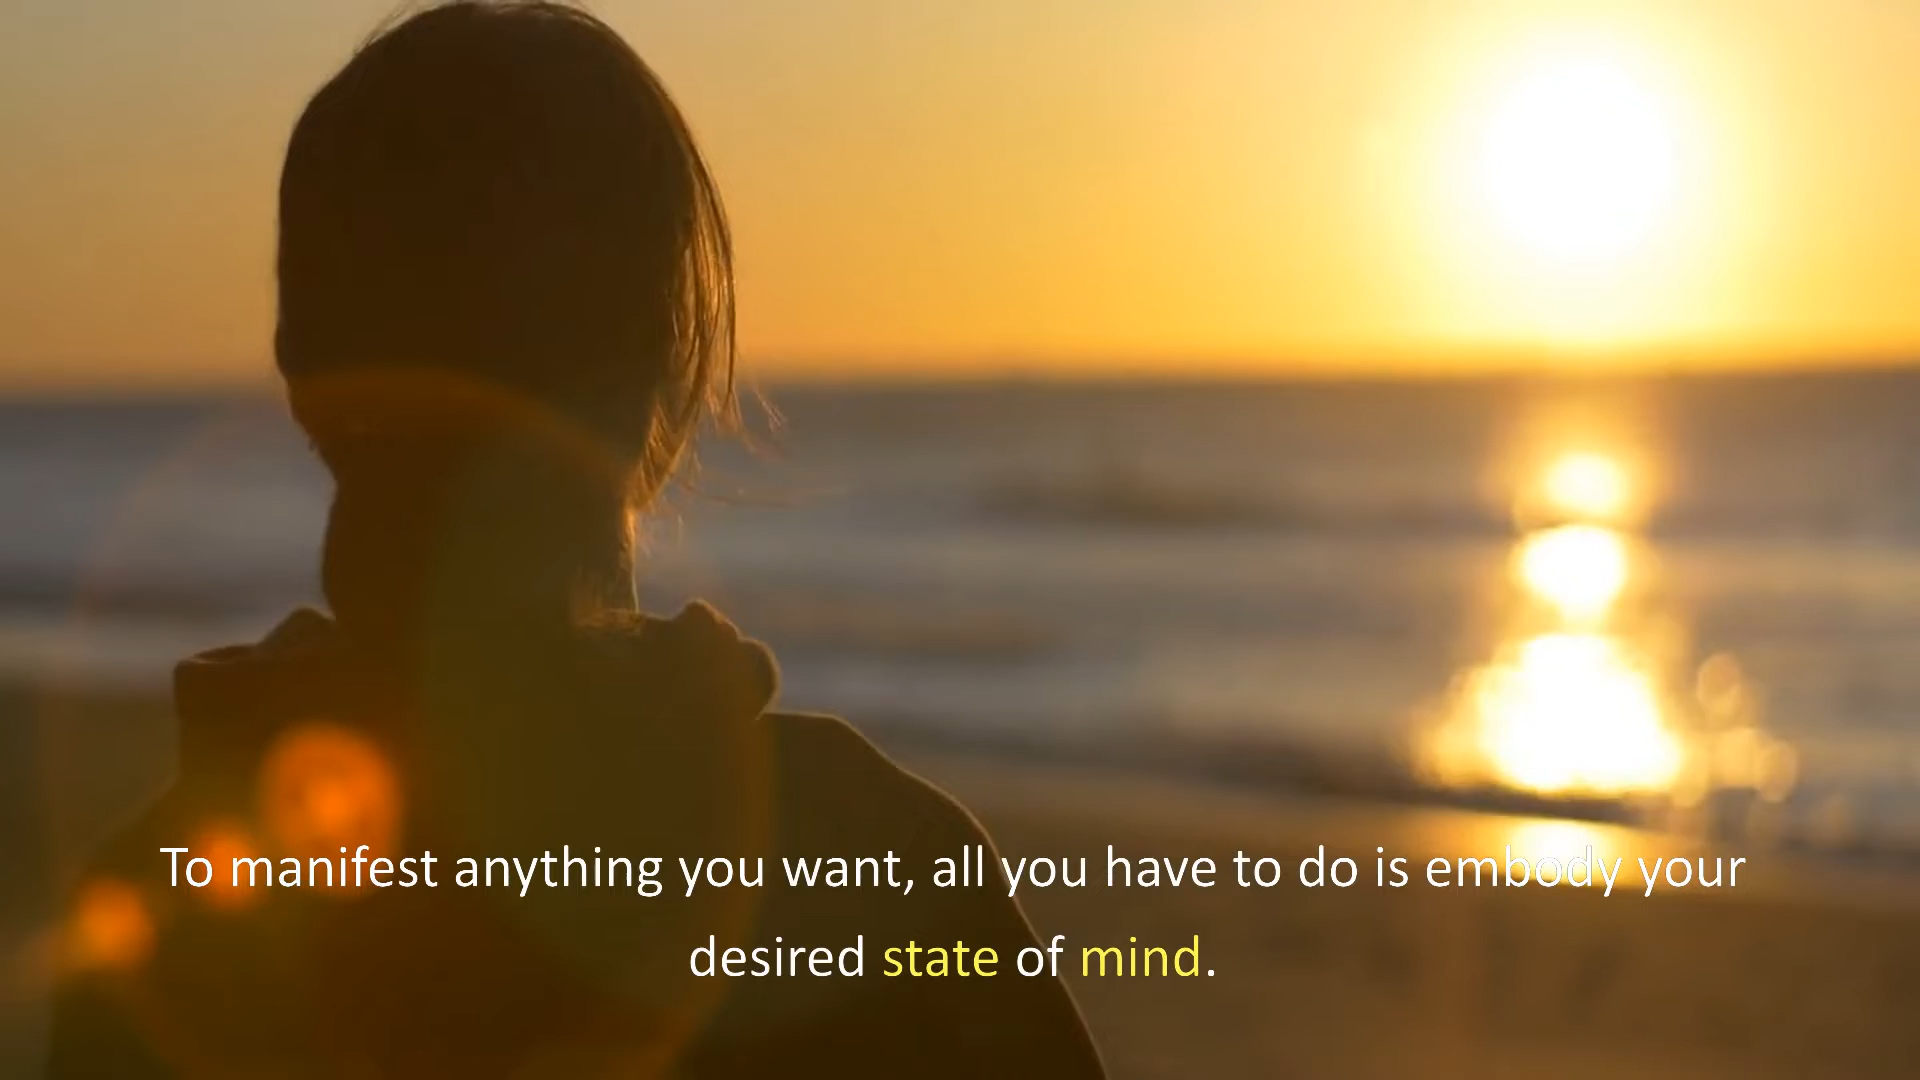 To manifest anything you want, all you have to do is embody your
desired state of mind.